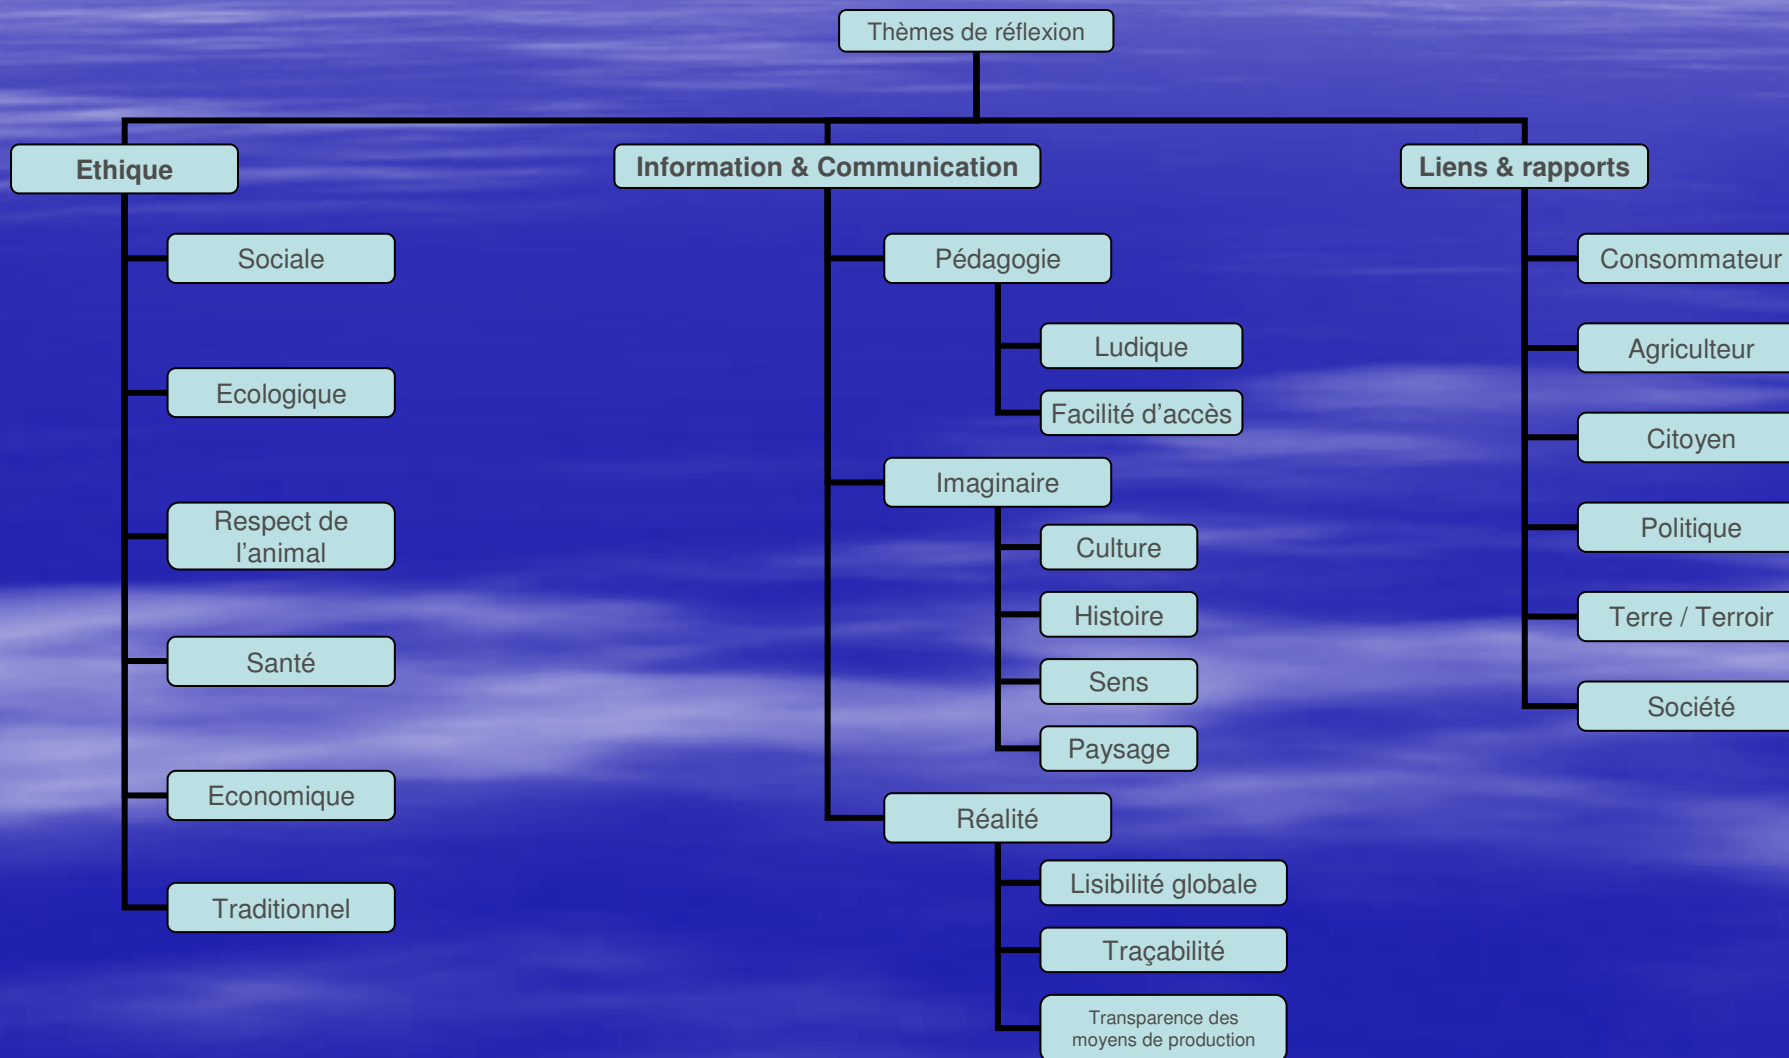 Thèmes de réflexion
Ethique
Sociale
Ecologique
Respect de
l’animal
Santé
Economique
Traditionnel
Information & Communication
Pédagogie
Ludique
Facilité d’accès
Imaginaire
Culture
Histoire
Sens
Paysage
Réalité
Lisibilité globale
Traçabilité
Transparence des
moyens de production
Liens & rapports
Consommateur
Agriculteur
Citoyen
Politique
Terre / Terroir
Société